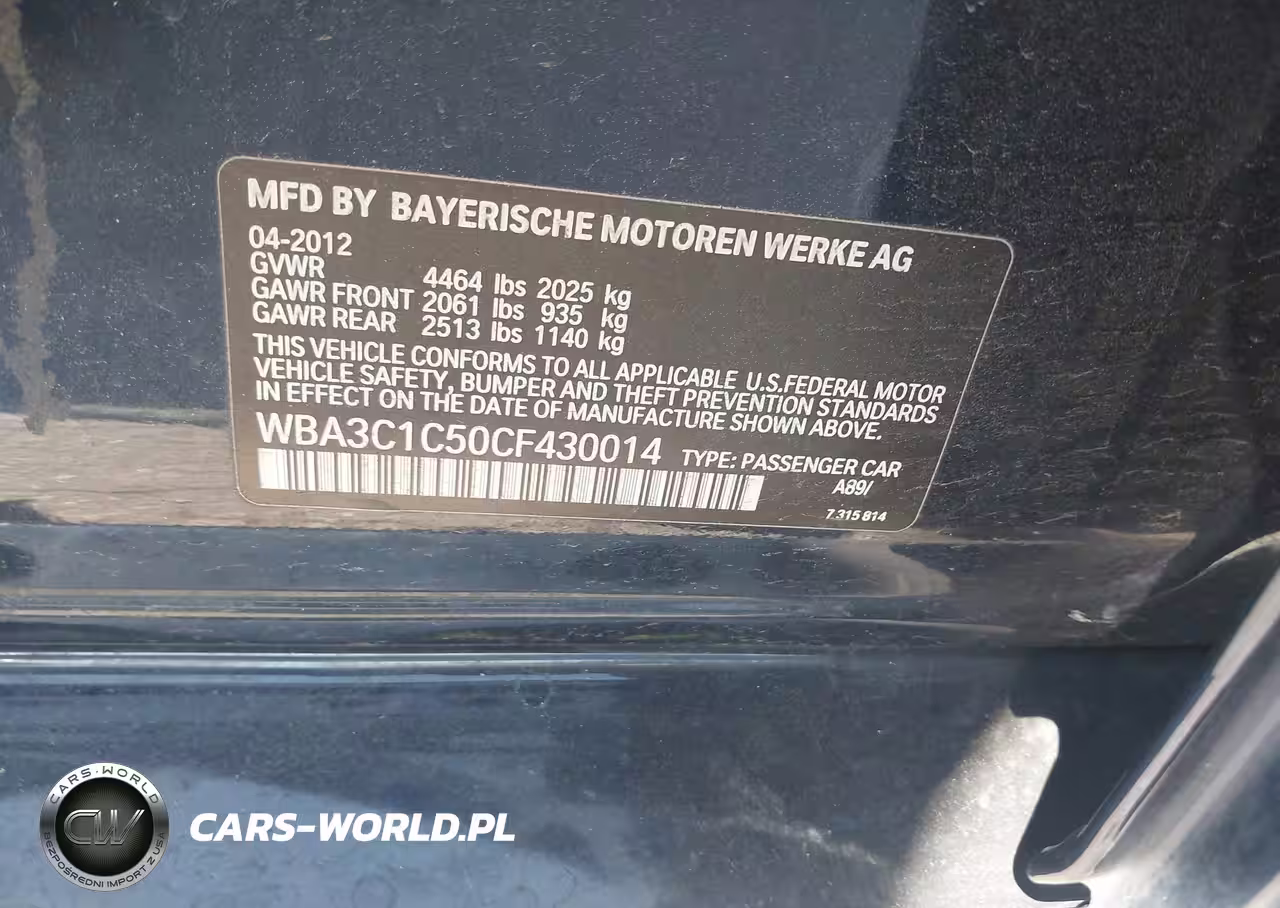 MFD BY BAYERISCHE MOTOREN WERKE AG
04-2012
GVWR 4464 lbs 2025 kg
GAWR FRONT 2061 lbs 935 kg
GAWR REAR 2513 lbs 1140 kg
THIS VEHICLE CONFORMS TO ALL APPLICABLE U.S.FEDERAL MOTOR
VEHICLE SAFETY, BUMPER AND THEFT PREVENTION STANDARDS
IN EFFECT ON THE DATE OF MANUFACTURE SHOWN ABOVE.
WBA3C1C50CF430014 TYPE: PASSENGER CAR
A89/
7.315 814
CARS-WORLD
CW
BEZPOŚREDNI IMPORT Z USA
CARS-WORLD.PL